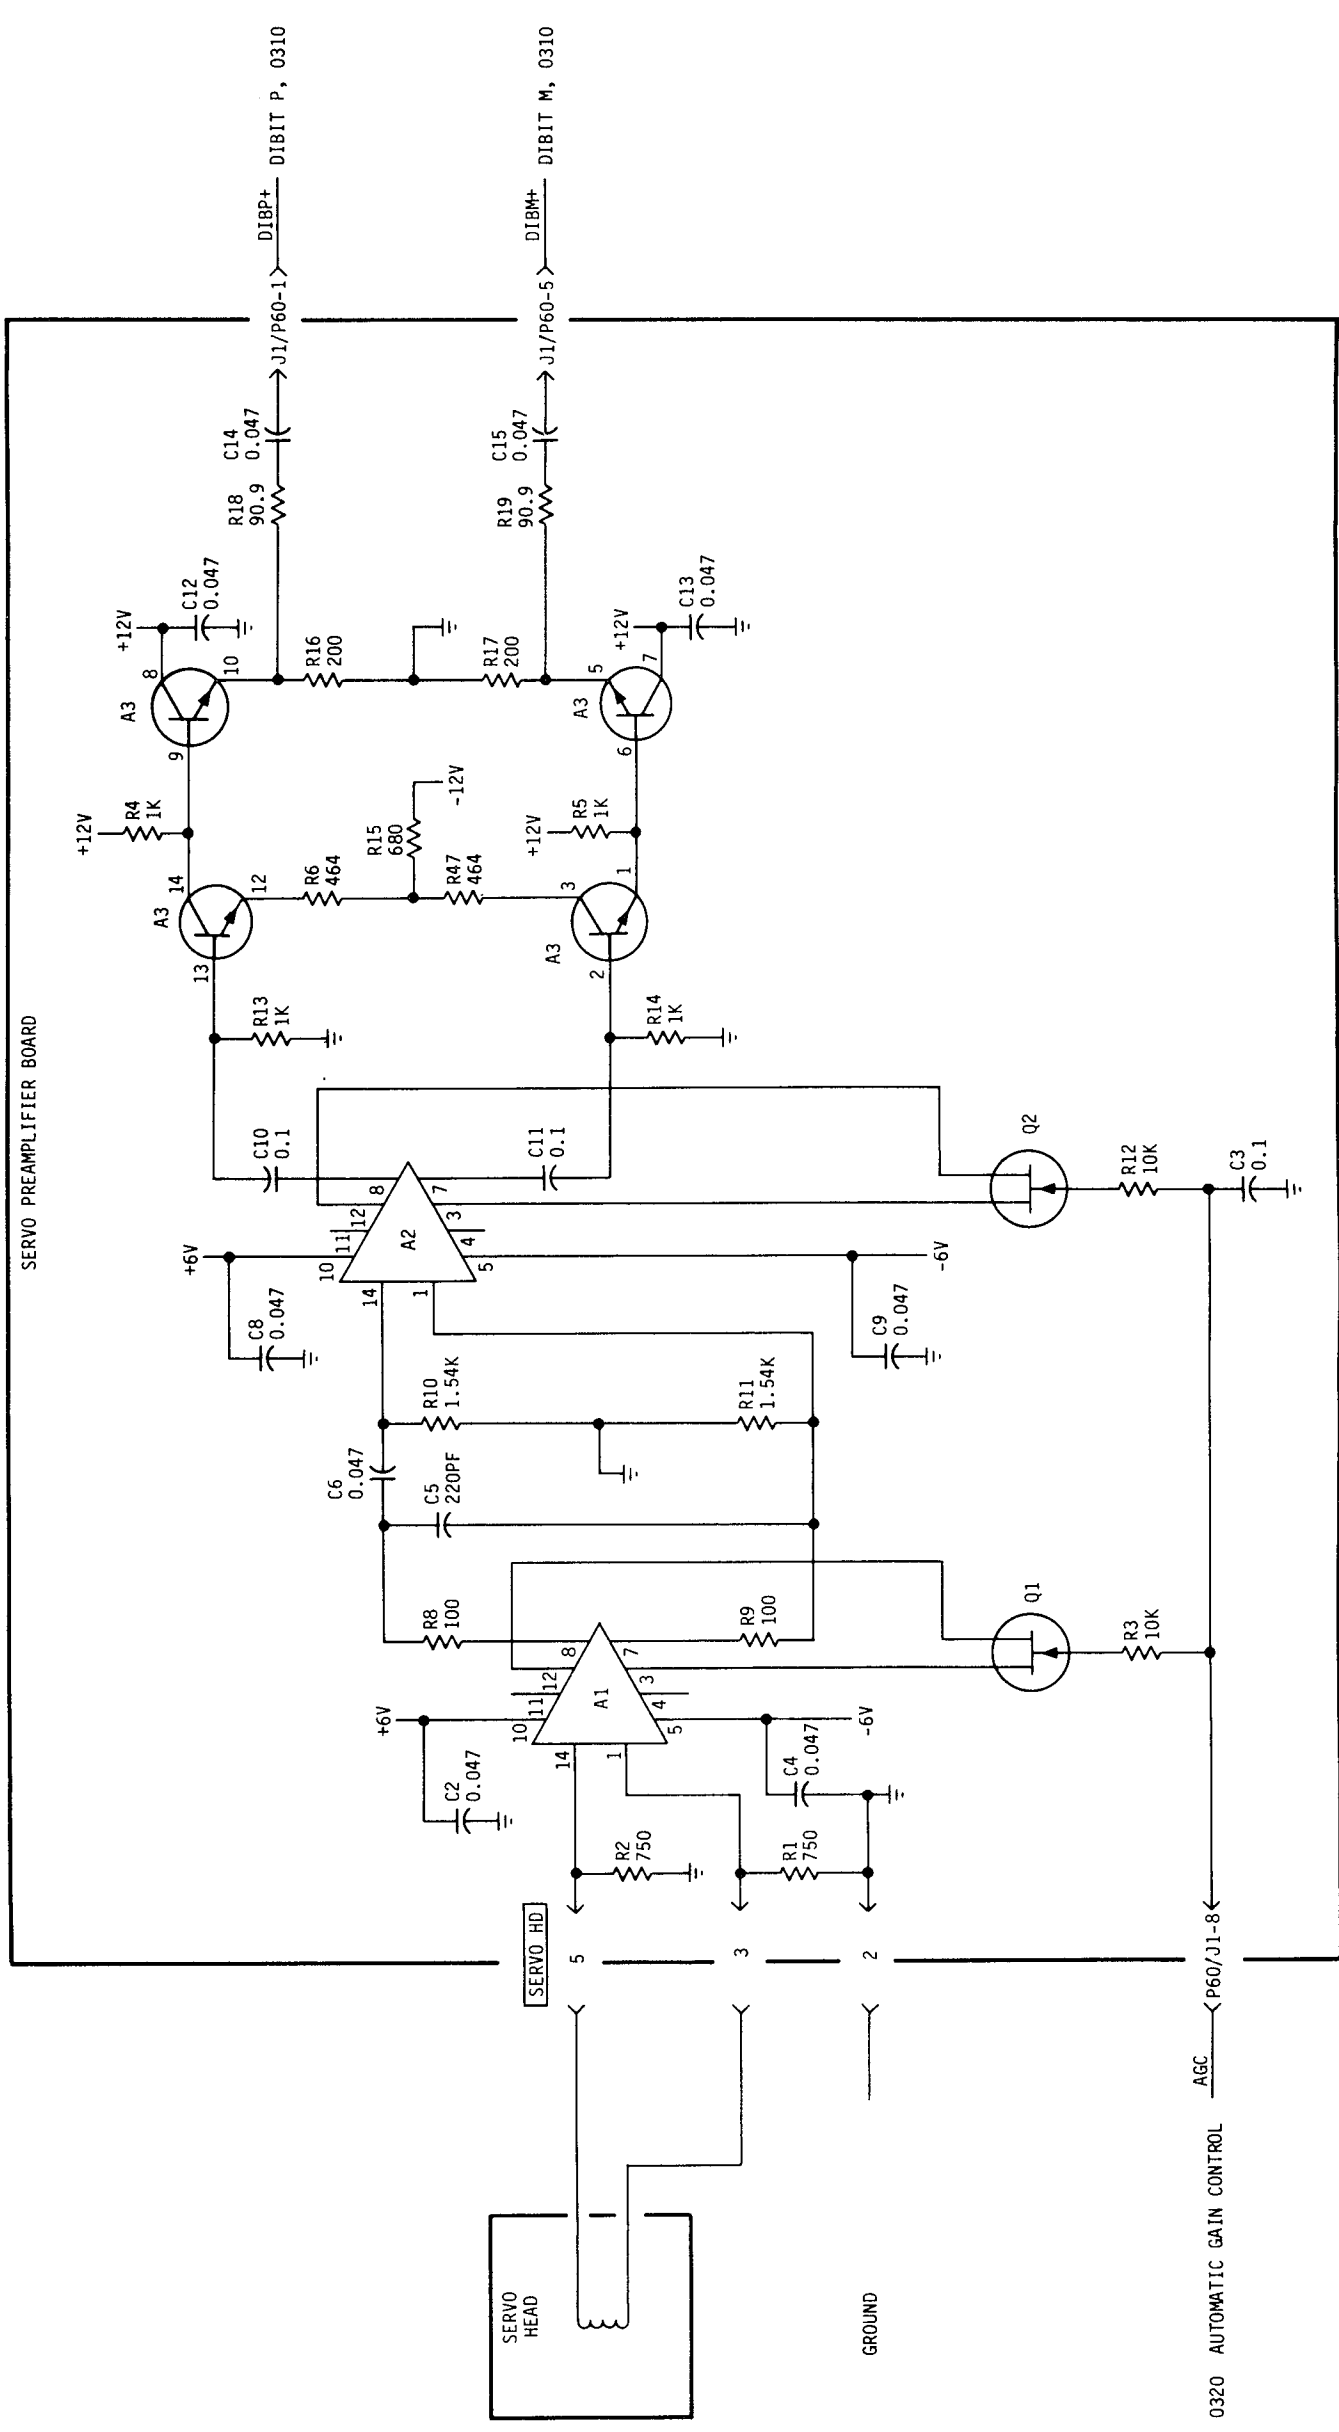 SERVO PREAMPLIFIER BOARD
SERVO
HEAD
GROUND
0320 AUTOMATIC GAIN CONTROL
AGC
P60/J1-8
SERVO HD
5
3
2
R2
750
R1
750
C2
0.047
+6V
C4
0.047
-6V
14
1
10
11
12
8
7
3
4
5
A1
R8
100
R9
100
Q1
R3
10K
C5
220PF
C6
0.047
R10
1.54K
R11
1.54K
C8
0.047
+6V
C9
0.047
-6V
14
1
10
11
12
8
7
3
4
5
A2
C10
0.1
C11
0.1
Q2
R12
10K
C3
0.1
R13
1K
R14
1K
13
A3
14
12
2
A3
3
1
R6
464
R47
464
R15
680
-12V
+12V
R4
1K
+12V
R5
1K
9
A3
8
10
6
A3
5
7
+12V
C12
0.047
+12V
C13
0.047
R16
200
R17
200
R18
90.9
C14
0.047
R19
90.9
C15
0.047
J1/P60-1
DIBP+
DIBIT P, 0310
J1/P60-5
DIBM+
DIBIT M, 0310